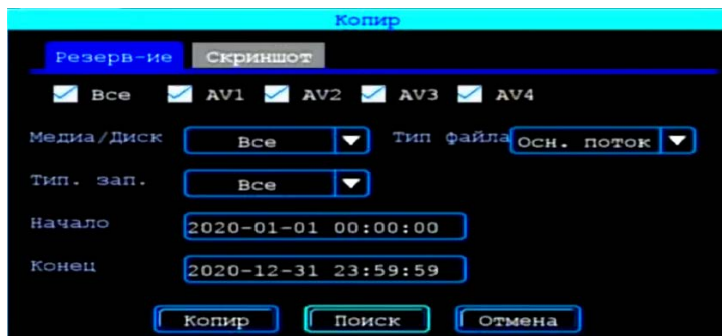 Копир
Резерв-ие Скриншот
Все AV1 AV2 AV3 AV4
Медиа/Диск Все Тип файла Осн. поток
Тип. зап. Все
Начало 2020-01-01 00:00:00
Конец 2020-12-31 23:59:59
Копир Поиск Отмена